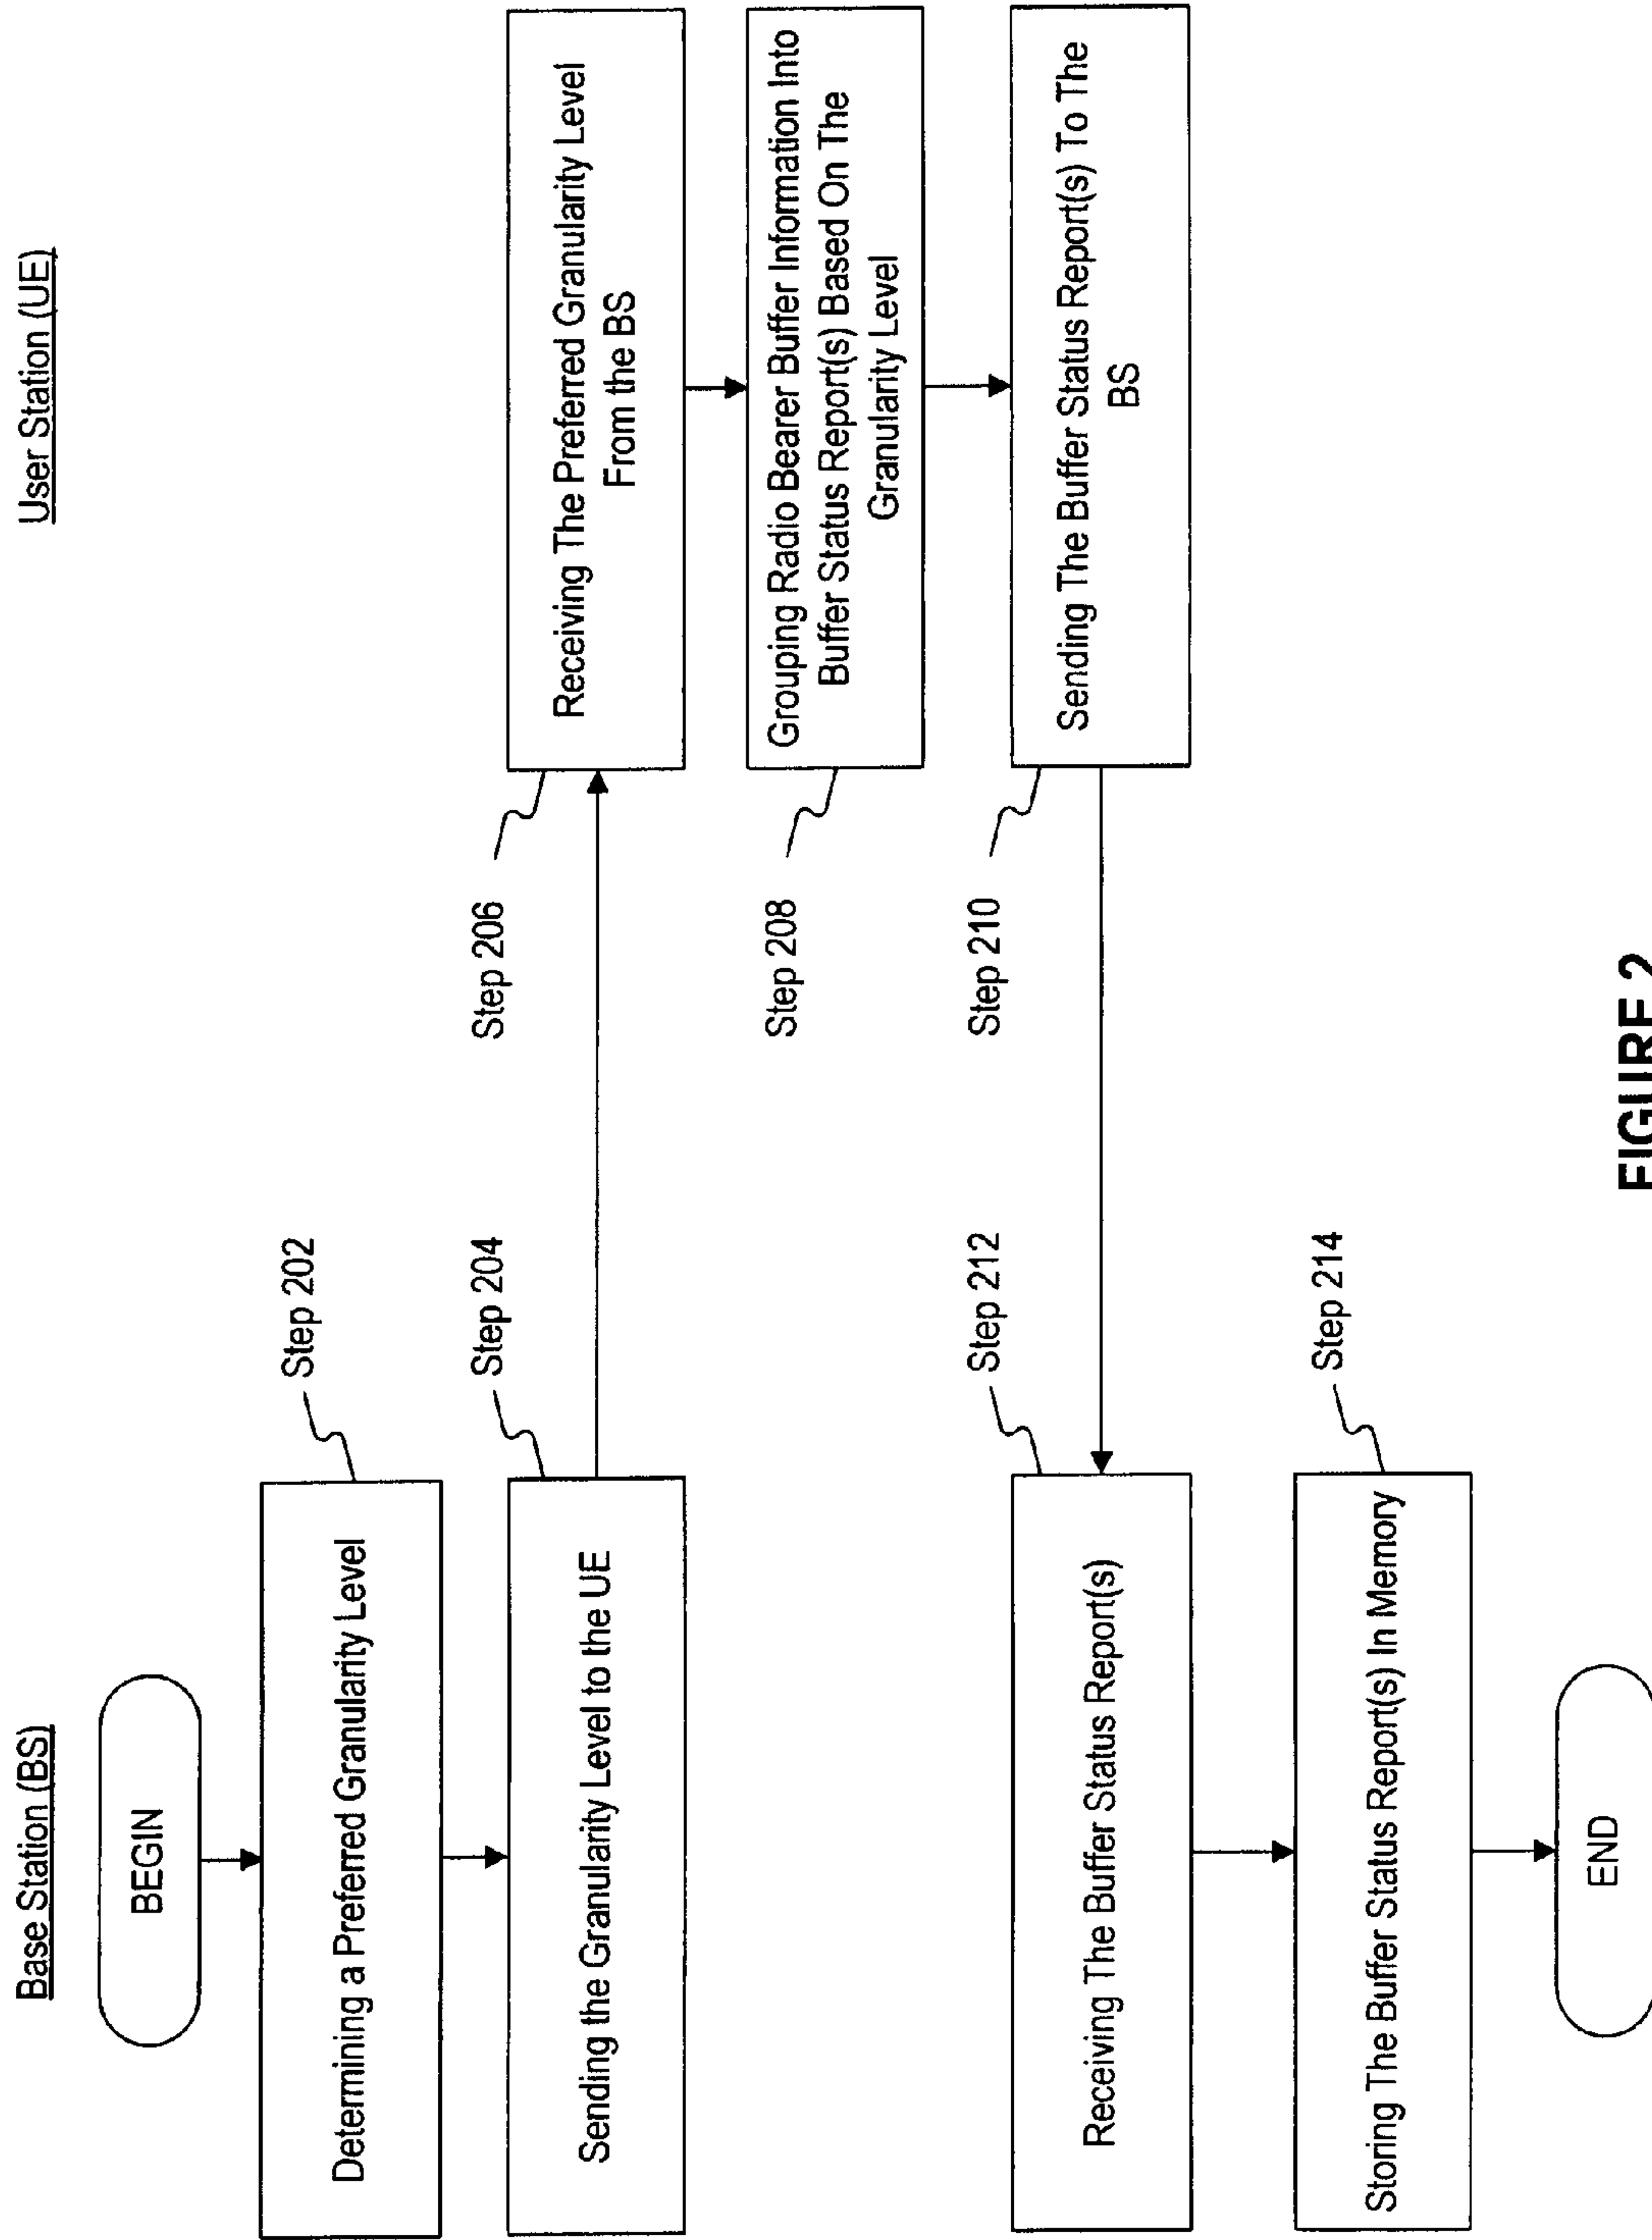 Base Station (BS)
User Station (UE)
BEGIN
Step 202
Determining a Preferred Granularity Level
Step 204
Sending the Granularity Level to the UE
Step 206
Receiving The Preferred Granularity Level
From the BS
Step 208
Grouping Radio Bearer Buffer Information Into
Buffer Status Report(s) Based On The
Granularity Level
Step 210
Sending The Buffer Status Report(s) To The
BS
Step 212
Receiving The Buffer Status Report(s)
Step 214
Storing The Buffer Status Report(s) In Memory
END
FIGURE 2